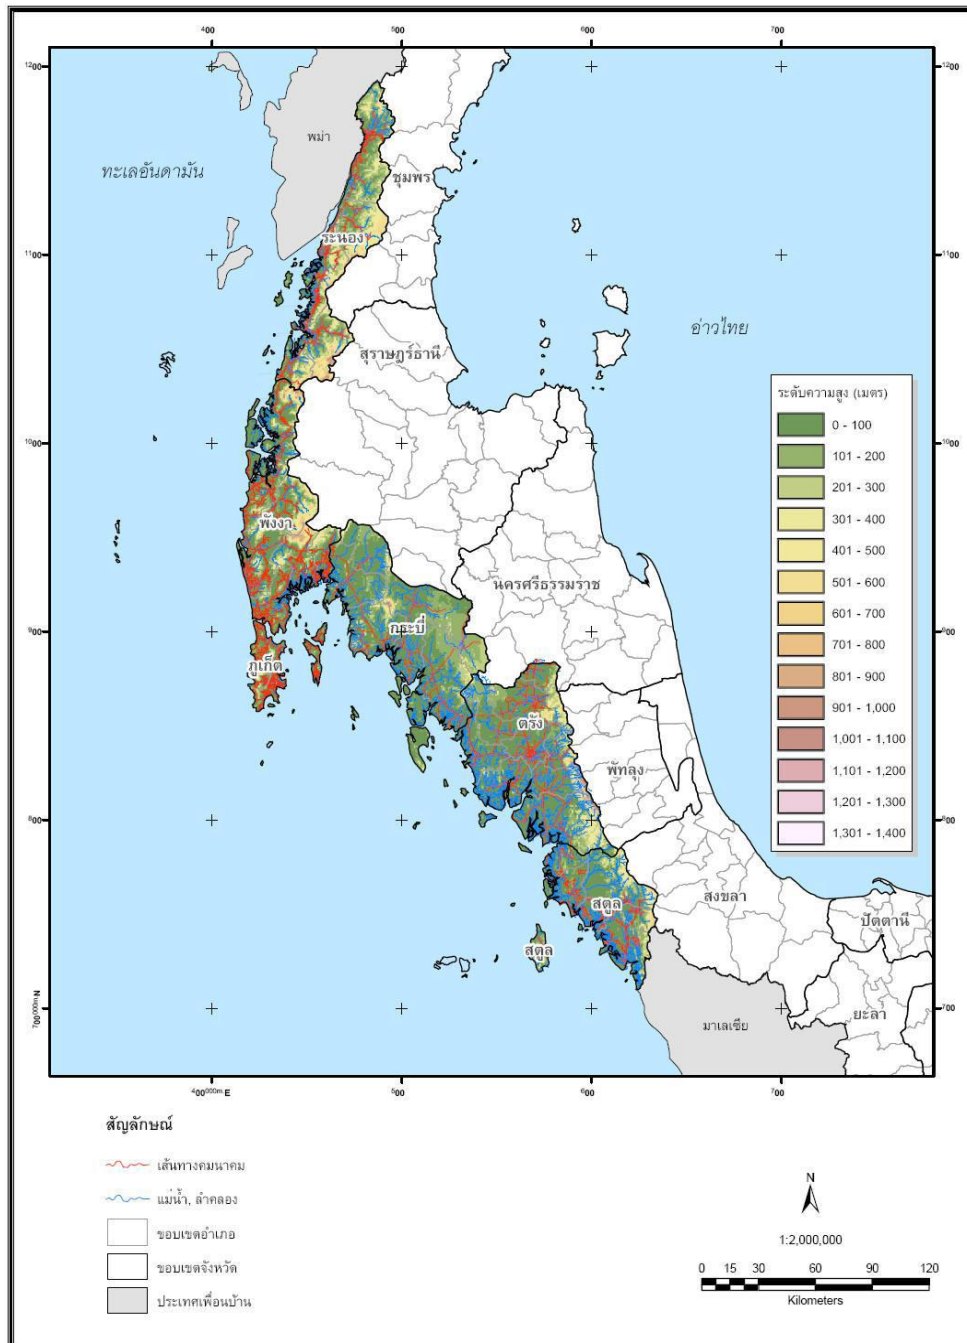 400 500 600 700
1200 1200
พม่า
ทะเลอันดามัน
ชุมพร
ระนอง
1100 1100
อ่าวไทย
สุราษฎร์ธานี
ระดับความสูง (เมตร)
0 - 100
101 - 200
201 - 300
301 - 400
401 - 500
501 - 600
601 - 700
701 - 800
801 - 900
901 - 1,000
1,001 - 1,100
1,101 - 1,200
1,201 - 1,300
1,301 - 1,400
1000 1000
พังงา
นครศรีธรรมราช
กระบี่
900 900
ภูเก็ต
ตรัง
พัทลุง
800 800
สงขลา
สตูล
ปัตตานี
สตูล
700000m N 700
ยะลา
มาเลเซีย
400000m E 500 600 700
สัญลักษณ์
เส้นทางคมนาคม
แม่น้ำ, ลำคลอง
ขอบเขตอำเภอ
ขอบเขตจังหวัด
ประเทศเพื่อนบ้าน
N
1:2,000,000
0 15 30 60 90 120
Kilometers